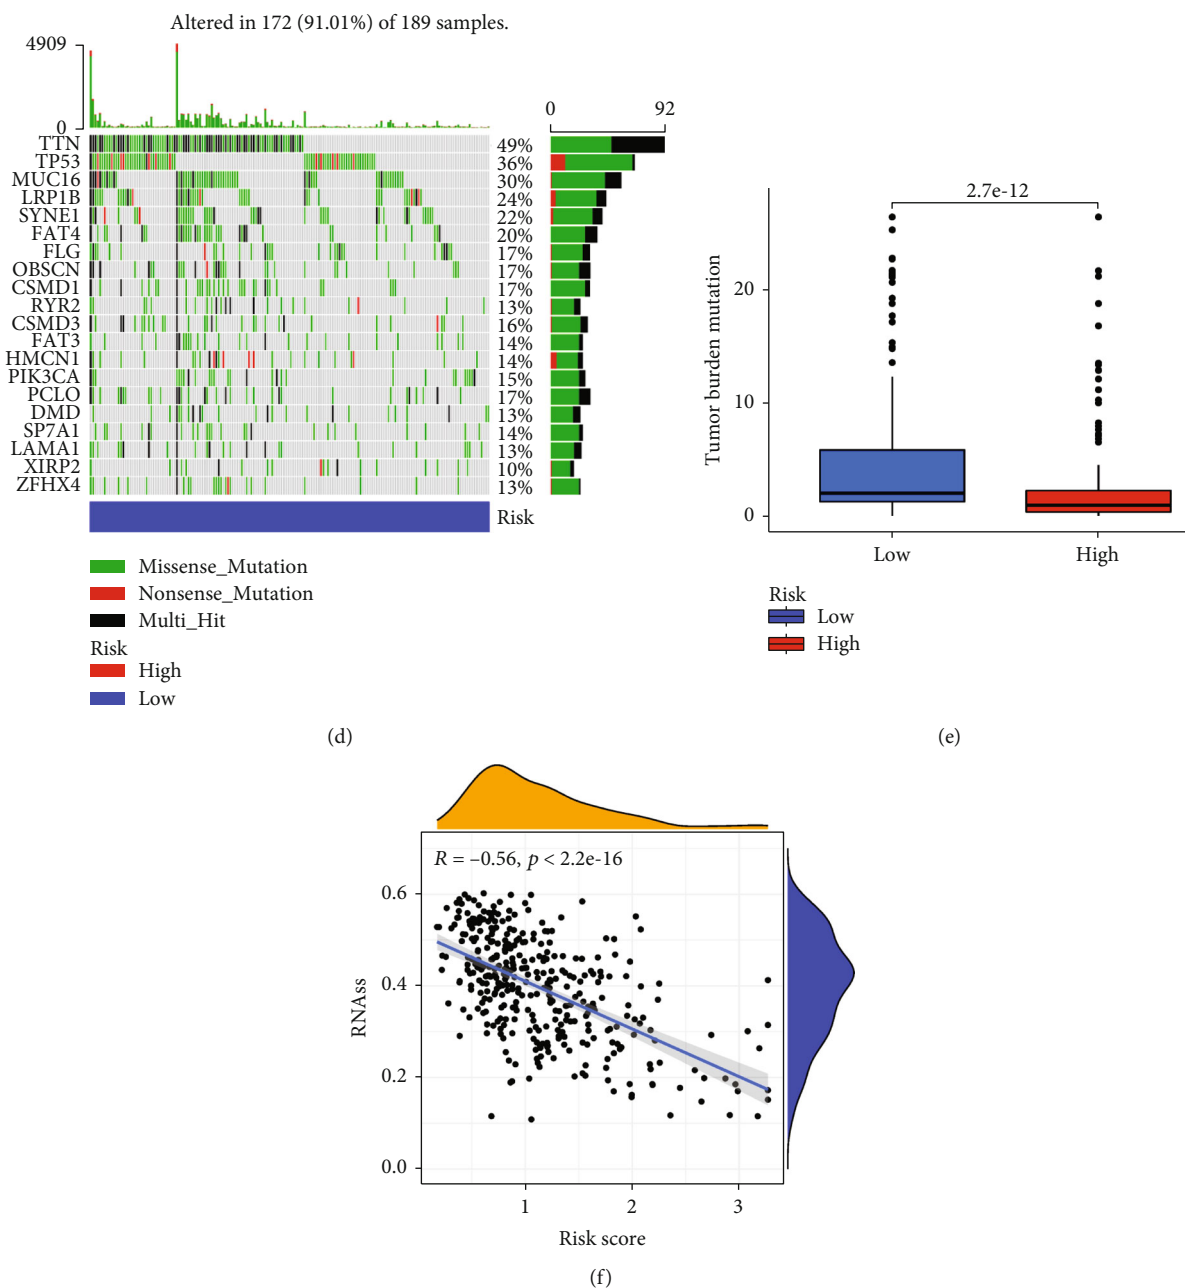 Altered in 172 (91.01%) of 189 samples.
4909
0
0 92
TTN 49%
TP53 36%
MUC16 30%
LRP1B 24%
SYNE1 22%
FAT4 20%
FLG 17%
OBSCN 17%
CSMD1 17%
RYR2 13%
CSMD3 16%
FAT3 14%
HMCN1 14%
PIK3CA 15%
PCLO 17%
DMD 13%
SP7A1 14%
LAMA1 13%
XIRP2 10%
ZFHX4 13%
Risk
Missense_Mutation
Nonsense_Mutation
Multi_Hit
Risk
High
Low
(d)
2.7e-12
Tumor burden mutation
20
10
0
Low High
Risk
Low
High
(e)
R = –0.56, p < 2.2e-16
RNAss
0.6
0.4
0.2
0.0
1 2 3
Risk score
(f)